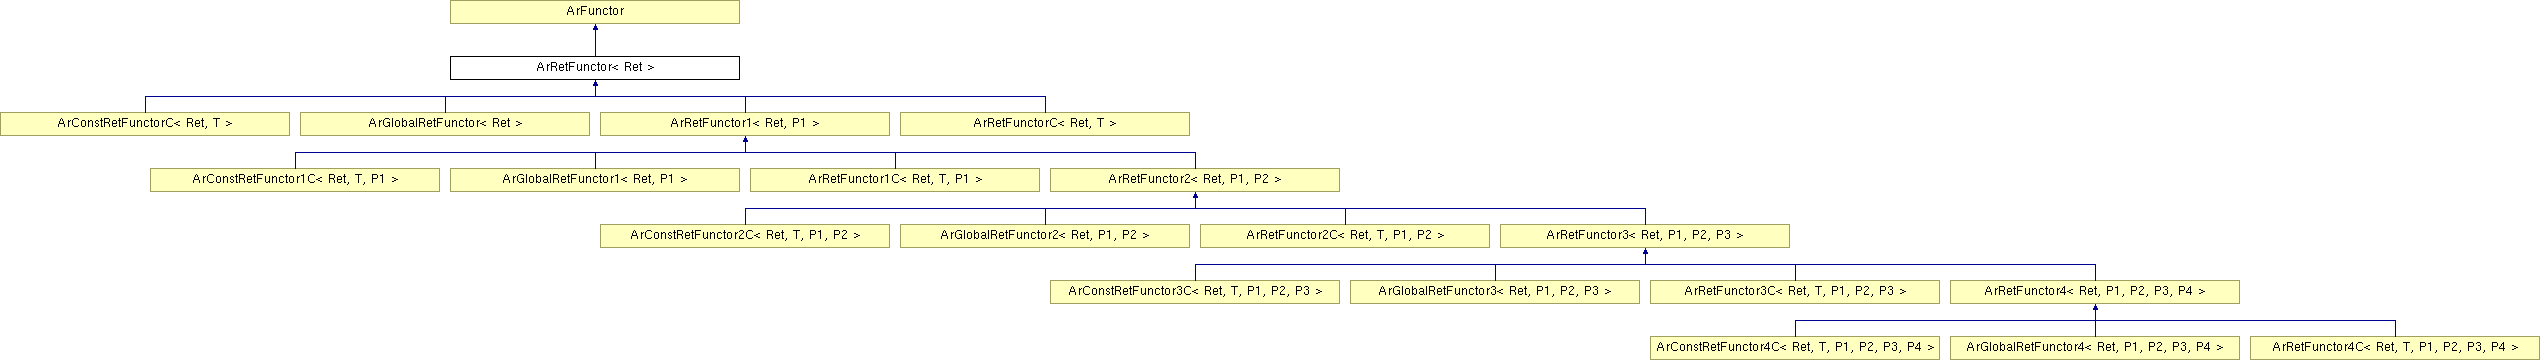 ArFunctor
ArRetFunctor< Ret >
ArConstRetFunctorC< Ret, T >
ArGlobalRetFunctor< Ret >
ArRetFunctor1< Ret, P1 >
ArRetFunctorC< Ret, T >
ArConstRetFunctor1C< Ret, T, P1 >
ArGlobalRetFunctor1< Ret, P1 >
ArRetFunctor1C< Ret, T, P1 >
ArRetFunctor2< Ret, P1, P2 >
ArConstRetFunctor2C< Ret, T, P1, P2 >
ArGlobalRetFunctor2< Ret, P1, P2 >
ArRetFunctor2C< Ret, T, P1, P2 >
ArRetFunctor3< Ret, P1, P2, P3 >
ArConstRetFunctor3C< Ret, T, P1, P2, P3 >
ArGlobalRetFunctor3< Ret, P1, P2, P3 >
ArRetFunctor3C< Ret, T, P1, P2, P3 >
ArRetFunctor4< Ret, P1, P2, P3, P4 >
ArConstRetFunctor4C< Ret, T, P1, P2, P3, P4 >
ArGlobalRetFunctor4< Ret, P1, P2, P3, P4 >
ArRetFunctor4C< Ret, T, P1, P2, P3, P4 >